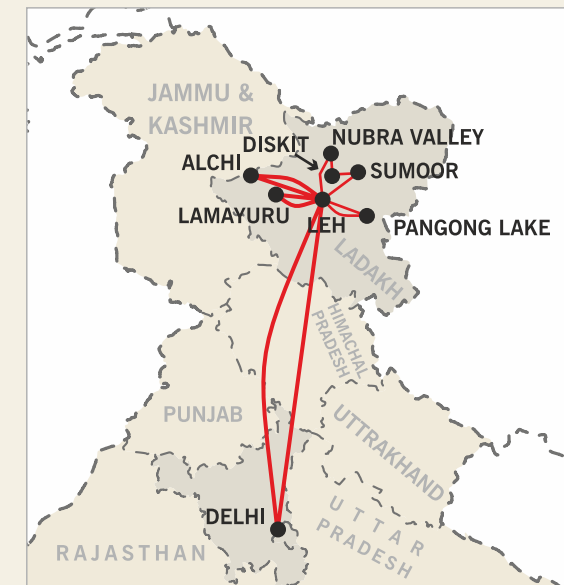 JAMMU &
KASHMIR
DISKIT
NUBRA VALLEY
ALCHI
SUMOOR
LAMAYURU
LEH
PANGONG LAKE
LADAKH
HIMACHAL
PRADESH
PUNJAB
UTTRAKHAND
DELHI
UTTAR
PRADESH
RAJASTHAN